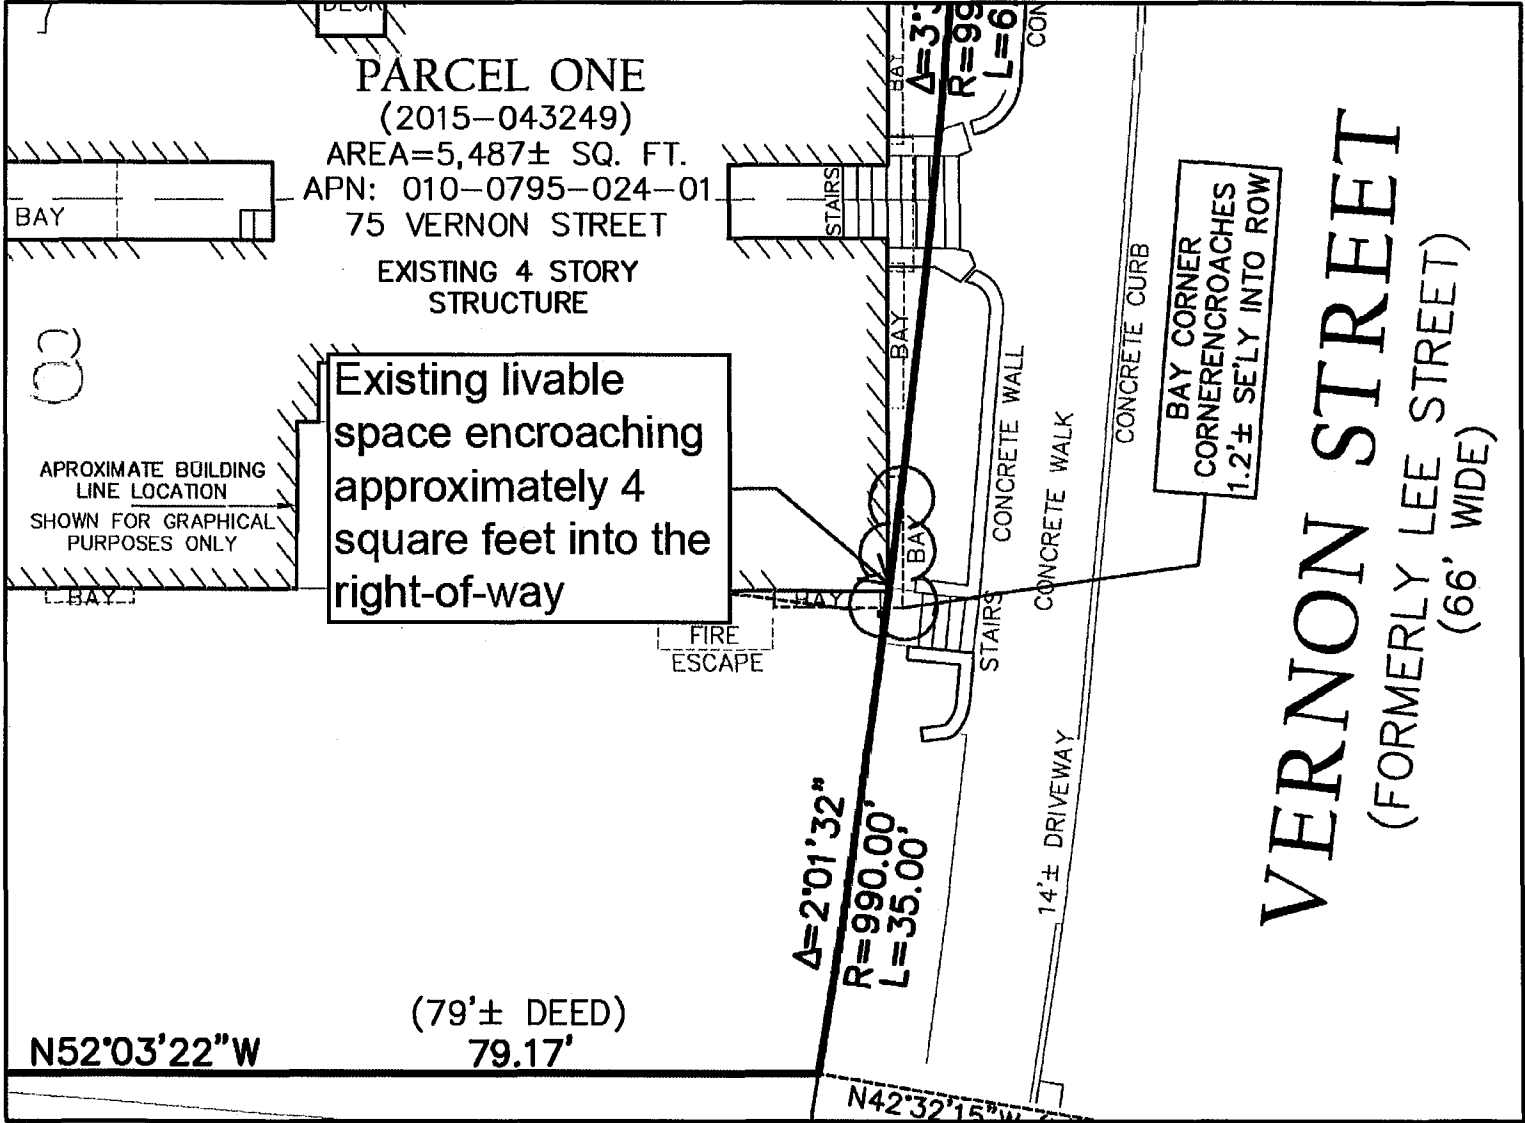 DECK
PARCEL ONE
(2015-043249)
AREA=5,487± SQ. FT.
APN: 010-0795-024-01
75 VERNON STREET
EXISTING 4 STORY
STRUCTURE
BAY
STAIRS
BAY
BAY
Existing livable
space encroaching
approximately 4
square feet into the
right-of-way
APROXIMATE BUILDING
LINE LOCATION
SHOWN FOR GRAPHICAL
PURPOSES ONLY
BAY
BAY
BAY
FIRE
ESCAPE
STAIRS
CONCRETE WALL
CONCRETE WALK
CONCRETE CURB
14'± DRIVEWAY
BAY CORNER
CORNERENCROACHES
1.2'± SE'LY INTO ROW
VERNON STREET
(FORMERLY LEE STREET)
(66' WIDE)
Δ=2°01'32"
R=990.00'
L=35.00'
(79'± DEED)
N52°03'22"W
79.17'
N42°32'15"W